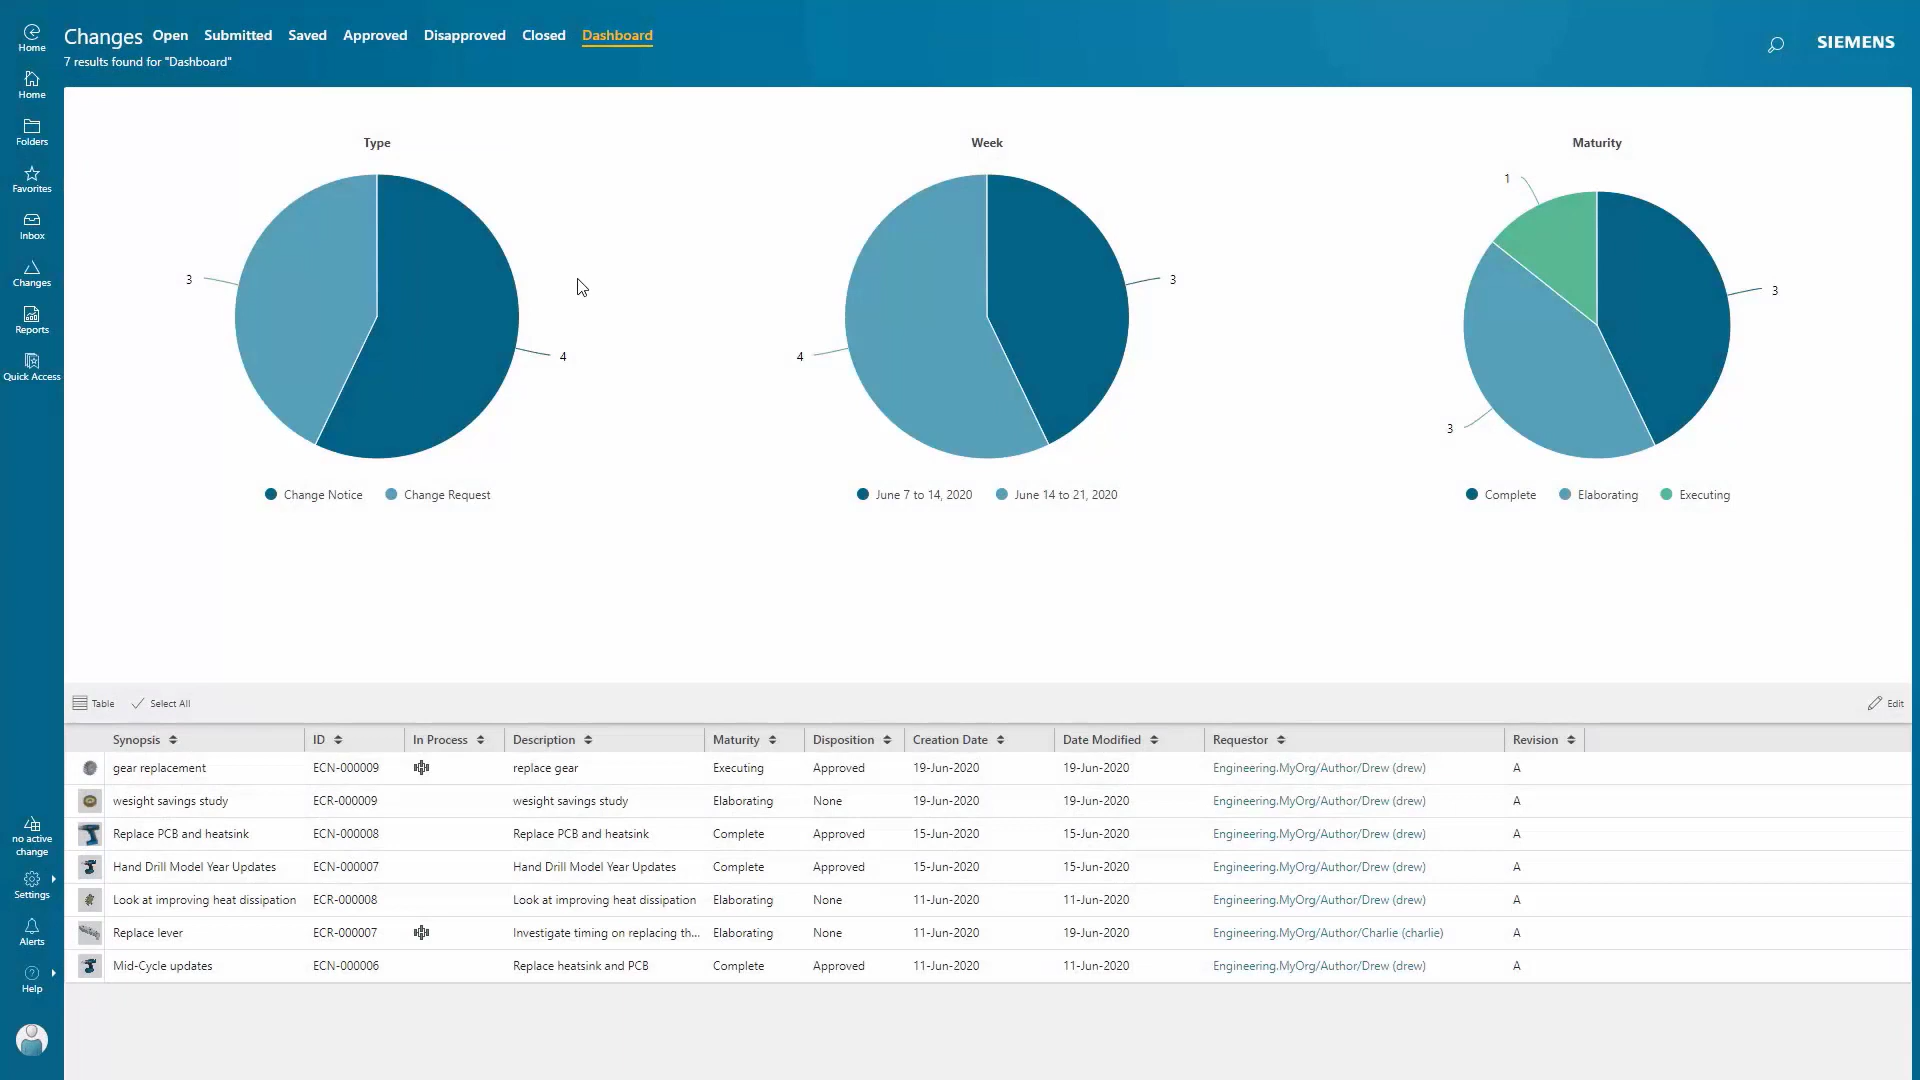 Changes Open Submitted Saved Approved Disapproved Closed Dashboard
7 results found for "Dashboard"
SIEMENS
Home
Home
Folders
Favorites
Inbox
Changes
Reports
Quick Access
no active
change
Settings
Alerts
Help
Type
3
4
Change Notice Change Request
Week
3
4
June 7 to 14, 2020 June 14 to 21, 2020
Maturity
1
3
3
Complete Elaborating Executing
Table Select All Edit
Synopsis ID In Process Description Maturity Disposition Creation Date Date Modified Requestor Revision
gear replacement ECN-000009 replace gear Executing Approved 19-Jun-2020 19-Jun-2020 Engineering.MyOrg/Author/Drew (drew) A
wesight savings study ECR-000009 wesight savings study Elaborating None 19-Jun-2020 19-Jun-2020 Engineering.MyOrg/Author/Drew (drew) A
Replace PCB and heatsink ECN-000008 Replace PCB and heatsink Complete Approved 15-Jun-2020 15-Jun-2020 Engineering.MyOrg/Author/Drew (drew) A
Hand Drill Model Year Updates ECN-000007 Hand Drill Model Year Updates Complete Approved 15-Jun-2020 15-Jun-2020 Engineering.MyOrg/Author/Drew (drew) A
Look at improving heat dissipation ECR-000008 Look at improving heat dissipation Elaborating None 11-Jun-2020 11-Jun-2020 Engineering.MyOrg/Author/Drew (drew) A
Replace lever ECR-000007 Investigate timing on replacing th... Elaborating None 11-Jun-2020 19-Jun-2020 Engineering.MyOrg/Author/Charlie (charlie) A
Mid-Cycle updates ECN-000006 Replace heatsink and PCB Complete Approved 11-Jun-2020 11-Jun-2020 Engineering.MyOrg/Author/Drew (drew) A